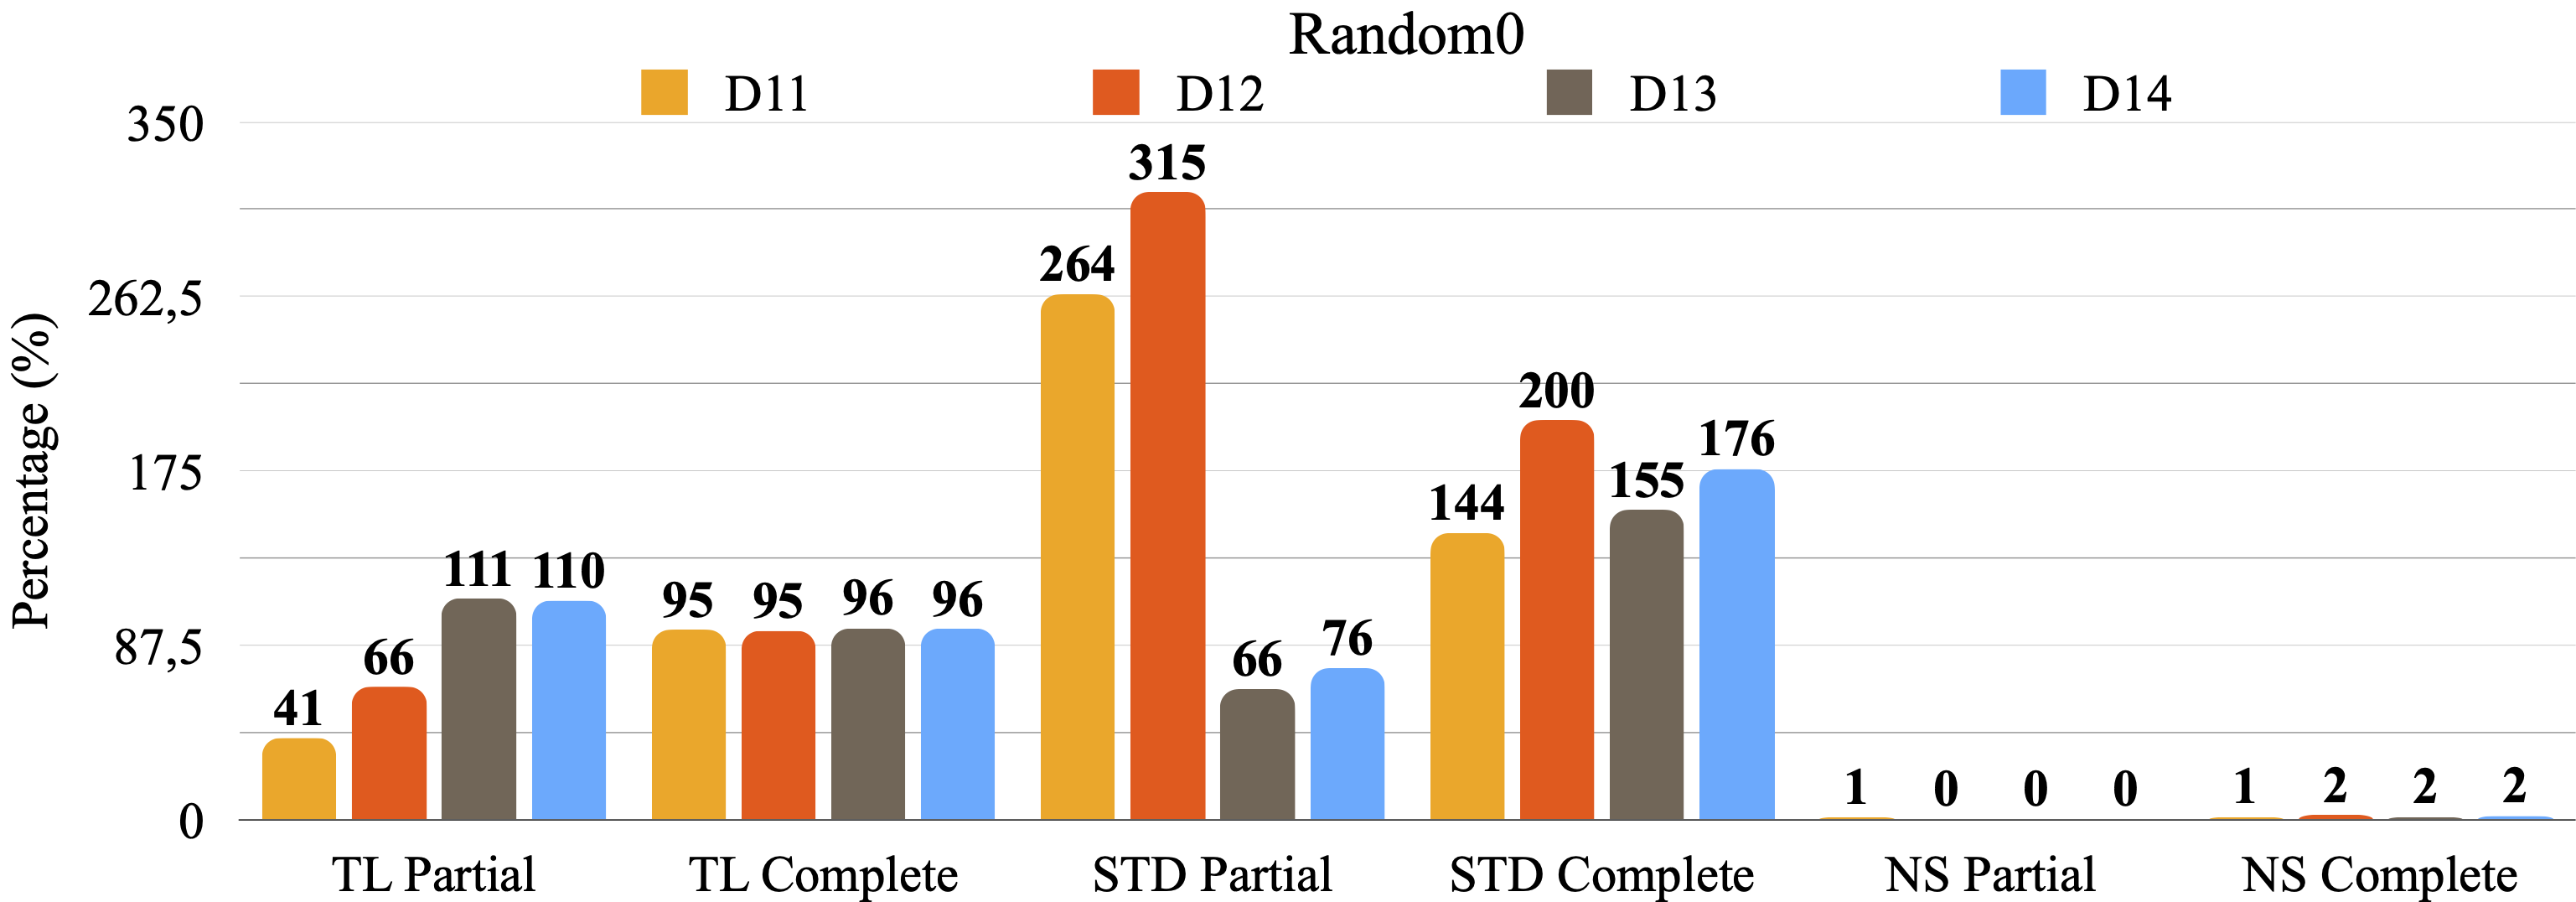 Random0
D11 D12 D13 D14
350
262,5
175
87,5
0
Percentage (%)
41 66 111 110
95 95 96 96
264 315 66 76
144 200 155 176
1 0 0 0
1 2 2 2
TL Partial TL Complete STD Partial STD Complete NS Partial NS Complete